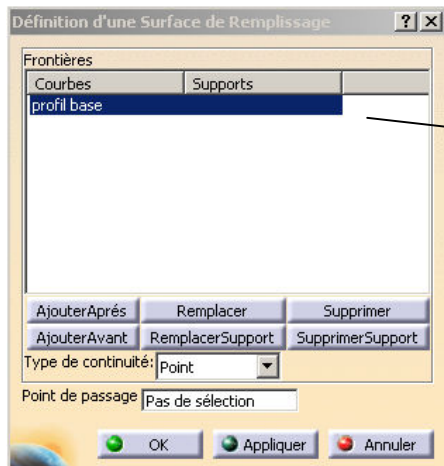 Définition d'une Surface de Remplissage
Frontières
Courbes Supports
profil base
AjouterAprés Remplacer Supprimer
AjouterAvant RemplacerSupport SupprimerSupport
Type de continuité: Point
Point de passage Pas de sélection
OK Appliquer Annuler